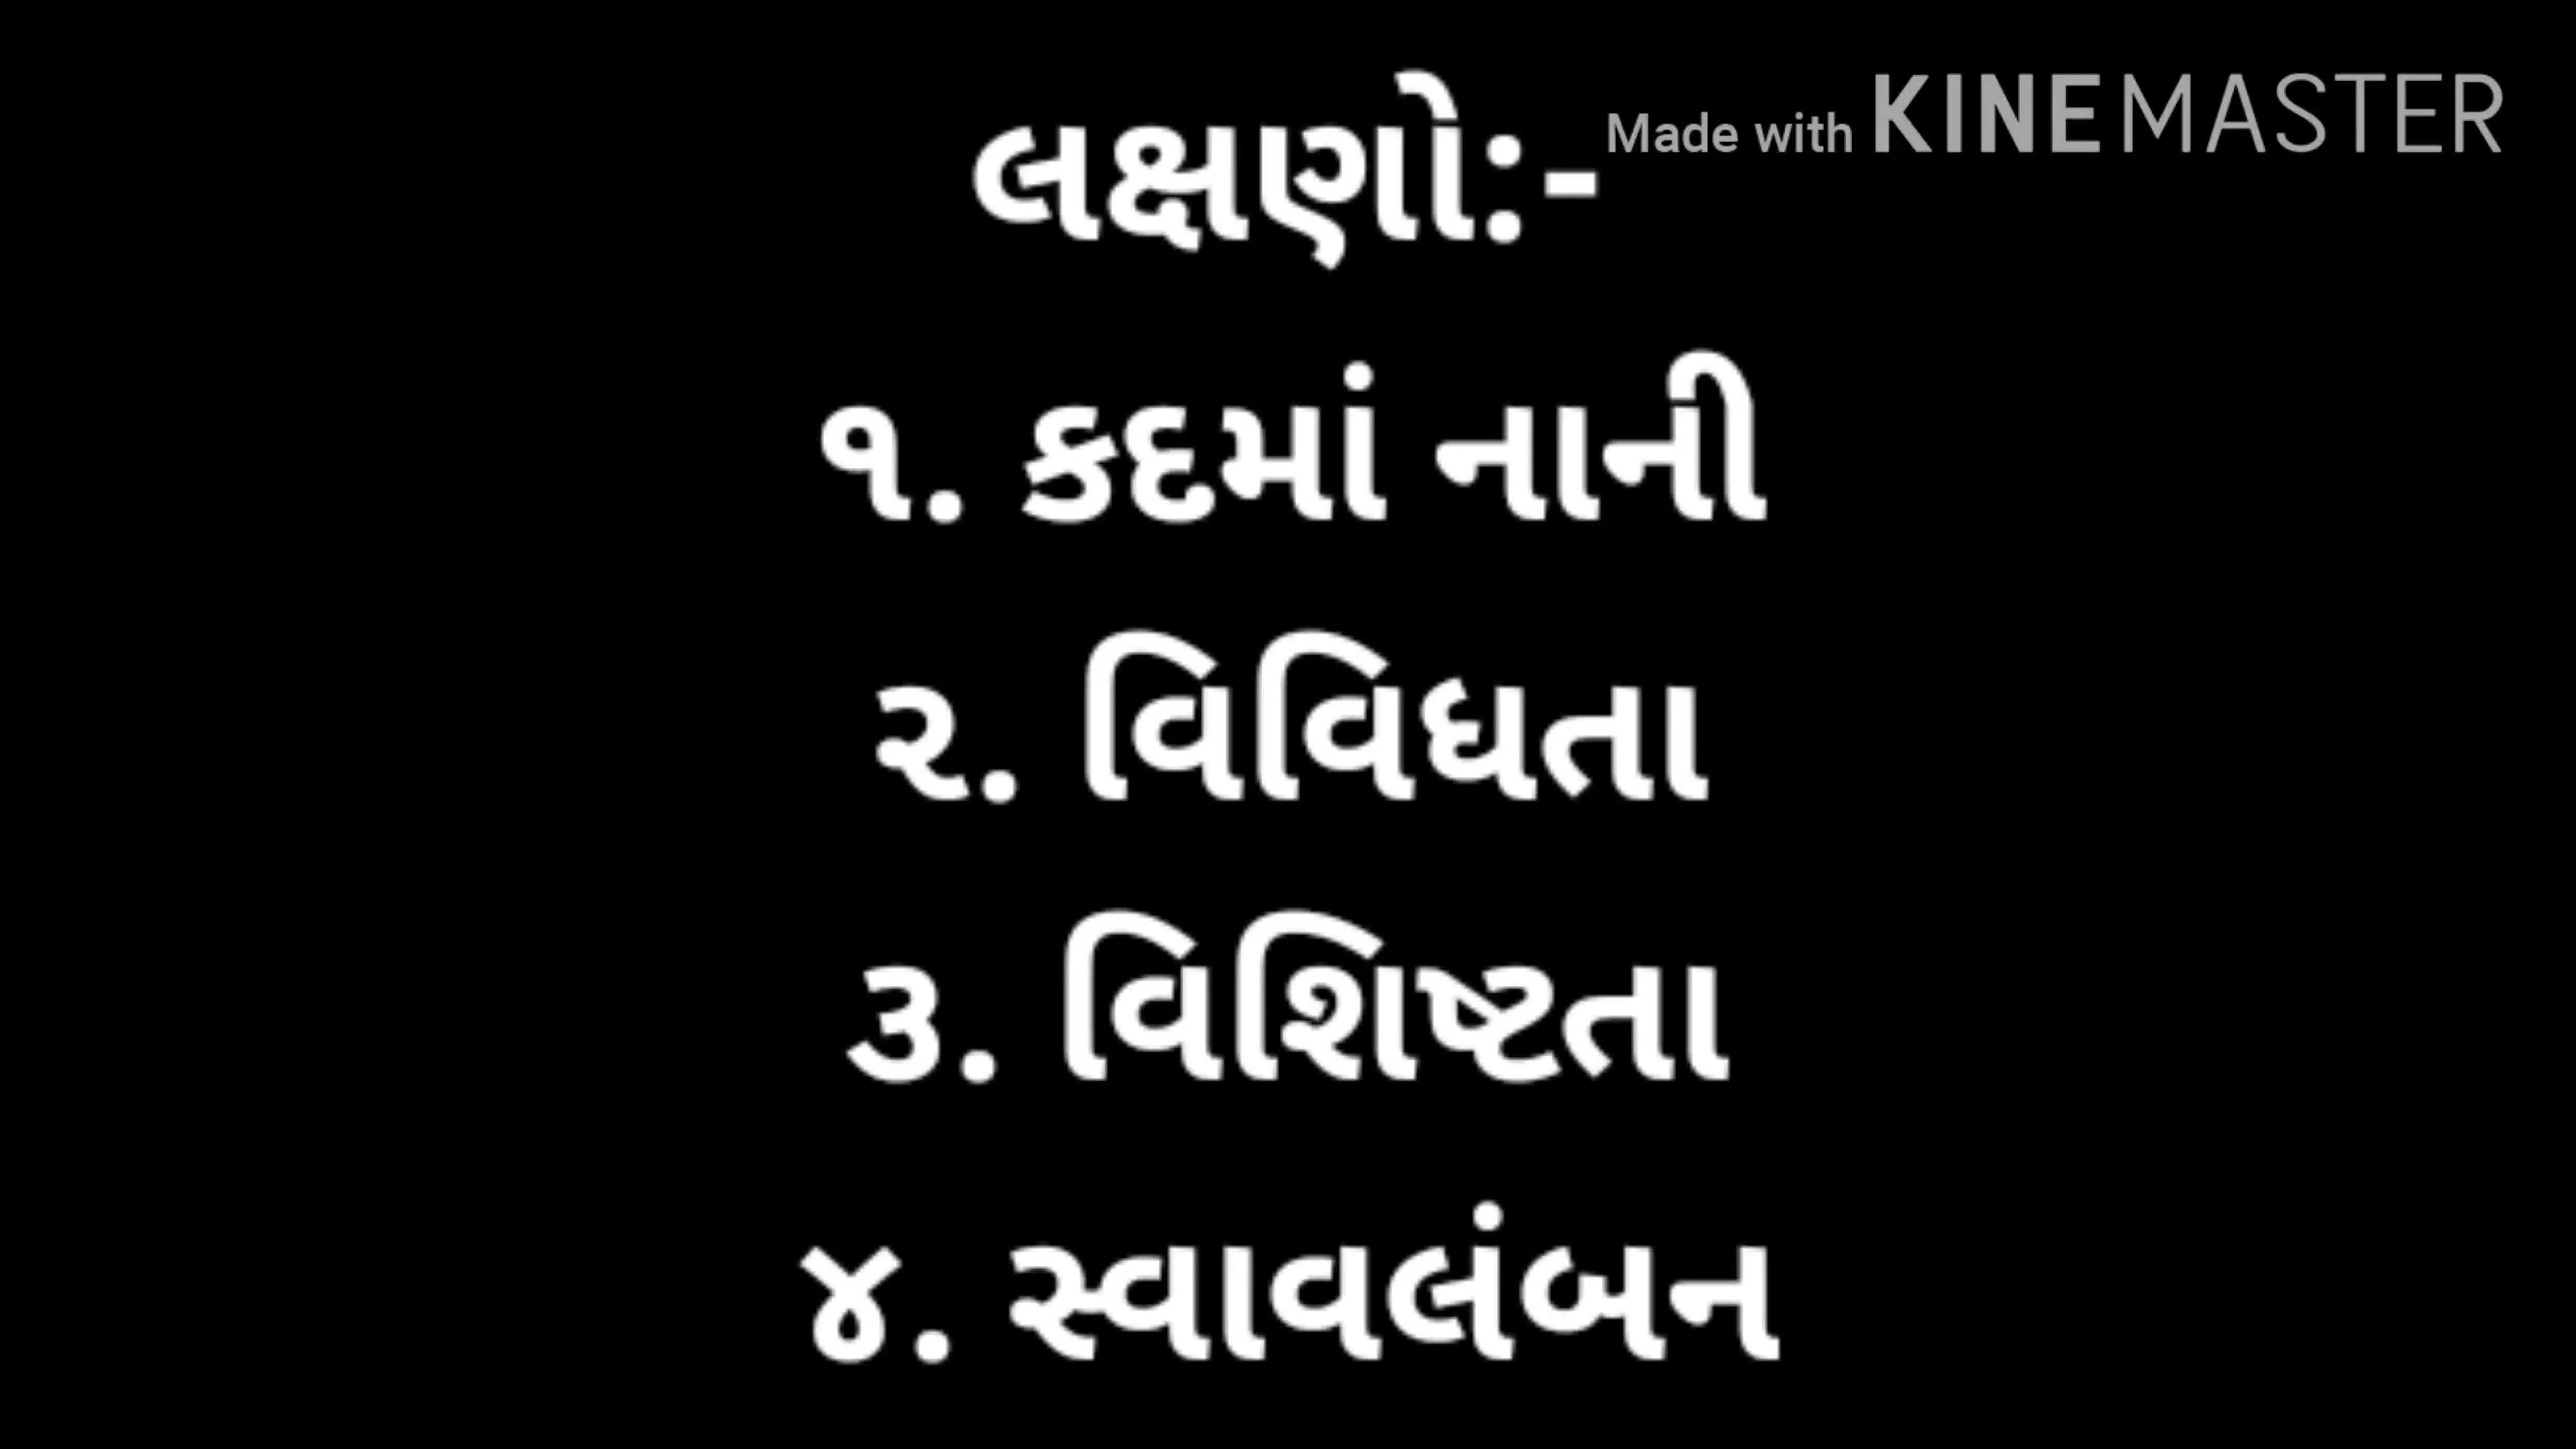 લક્ષણો:-
Made with KINEMASTER
૧. કદમાં નાની
૨. વિવિધતા
૩. વિશિષ્ટતા
૪. સ્વાવલંબન